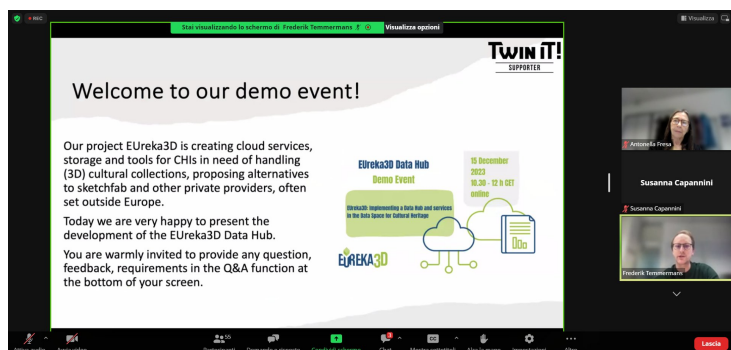 REC
Stai visualizzando lo schermo di Frederik Temmermans
Visualizza opzioni
Visualizza
TWIN IT!
SUPPORTER
Welcome to our demo event!
Our project EUreka3D is creating cloud services,
storage and tools for CHIs in need of handling
(3D) cultural collections, proposing alternatives
to sketchfab and other private providers, often
set outside Europe.
Today we are very happy to present the
development of the EUreka3D Data Hub.
You are warmly invited to provide any question,
feedback, requirements in the Q&A function at
the bottom of your screen.
EUreka3D Data Hub
Demo Event
15 December
2023
10.30 - 12 h CET
online
EUreka3D: Implementing a Data Hub and services
in the Data Space for Cultural Heritage
EUREKA3D
Antonella Fresa
Susanna Capannini
Susanna Capannini
Frederik Temmermans
55
3
CC
Lascia